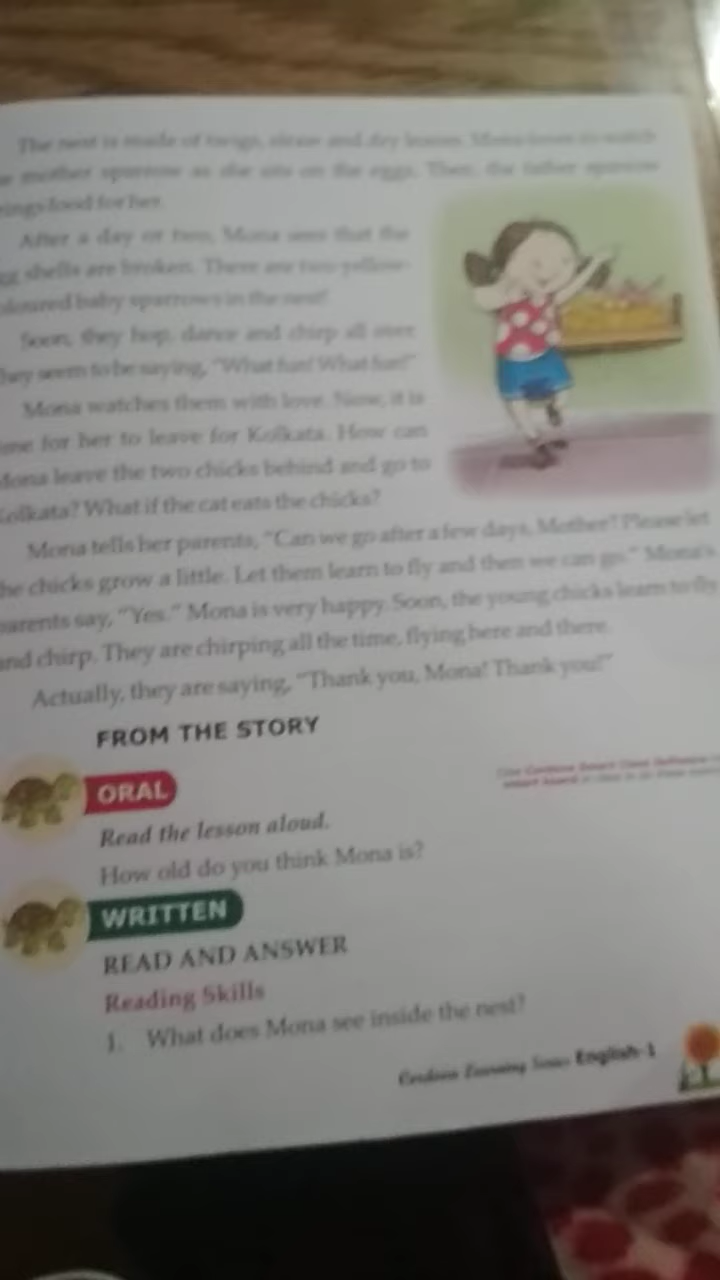 The nest is made of twigs, straw and dry leaves. Mona loves to watch
mother sparrow as she sits on the eggs. Then, the father sparrow
food for her.
After a day or two, Mona sees that the
shells are broken. There are two yellow-
coloured baby sparrows in the nest!
Soon, they hop, dance and chirp all over.
They seem to be saying, "What fun! What fun!"
Mona watches them with love. Now, it is
time for her to leave for Kolkata. How can
Mona leave the two chicks behind and go to
Kolkata? What if the cat eats the chicks?
Mona tells her parents, "Can we go after a few days, Mother? Please let
the chicks grow a little. Let them learn to fly and then we can go." Mona's
parents say, "Yes." Mona is very happy. Soon, the young chicks learn to fly
and chirp. They are chirping all the time, flying here and there.
Actually, they are saying, "Thank you, Mona! Thank you!"
FROM THE STORY
ORAL
Read the lesson aloud.
How old do you think Mona is?
WRITTEN
READ AND ANSWER
Reading Skills
1. What does Mona see inside the nest?
Cordova Learning Series English-1